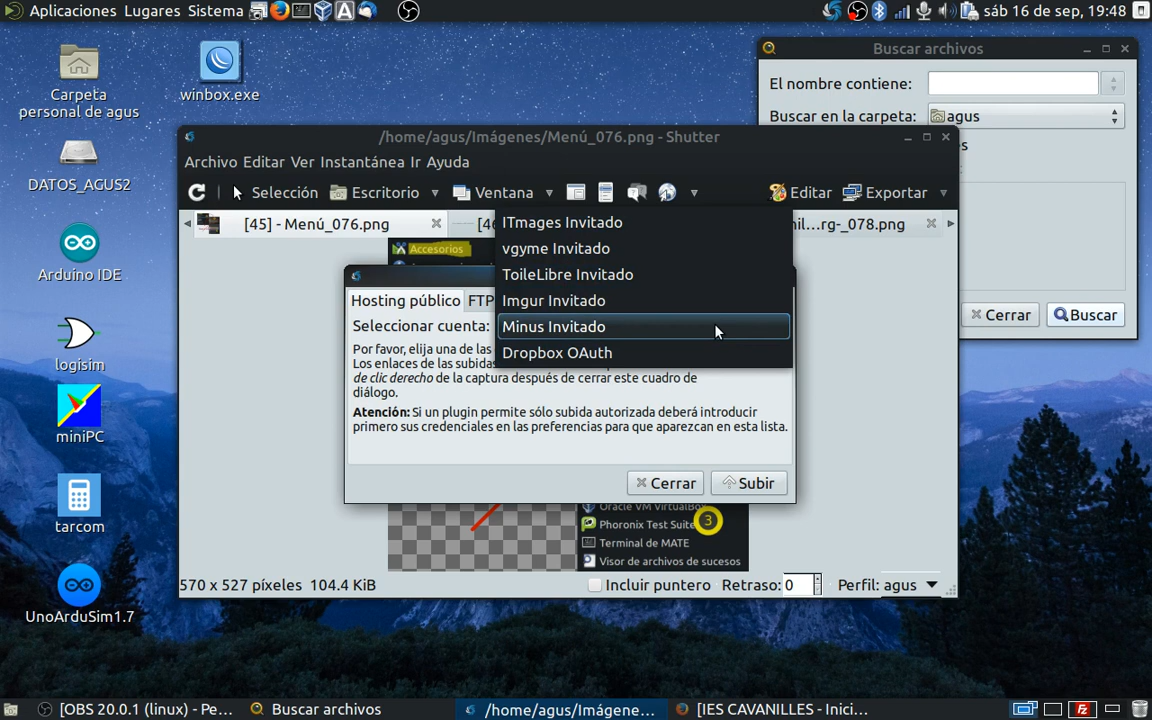 Aplicaciones Lugares Sistema
sáb 16 de sep, 19:48
Carpeta
personal de agus
winbox.exe
DATOS_AGUS2
Arduino IDE
logisim
miniPC
tarcom
UnoArduSim1.7
Buscar archivos
El nombre contiene:
Buscar en la carpeta: agus
Cerrar
Buscar
/home/agus/Imágenes/Menú_076.png - Shutter
Archivo Editar Ver Instantánea Ir Ayuda
Selección Escritorio Ventana Editar Exportar
[45] - Menú_076.png
rg-_078.png
Accesorios
ITmages Invitado
vgyme Invitado
ToileLibre Invitado
Imgur Invitado
Minus Invitado
Dropbox OAuth
Hosting público FTP
Seleccionar cuenta:
Por favor, elija una de las
Los enlaces de las subidas
de clic derecho de la captura después de cerrar este cuadro de
diálogo.
Atención: Si un plugin permite sólo subida autorizada deberá introducir
primero sus credenciales en las preferencias para que aparezcan en esta lista.
Cerrar
Subir
Oracle VM VirtualBox
Phoronix Test Suite
3
Terminal de MATE
Visor de archivos de sucesos
570 x 527 píxeles 104.4 KiB
Incluir puntero Retraso: 0 Perfil: agus
[OBS 20.0.1 (linux) - Pe...
Buscar archivos
/home/agus/Imágene...
[IES CAVANILLES - Inici...